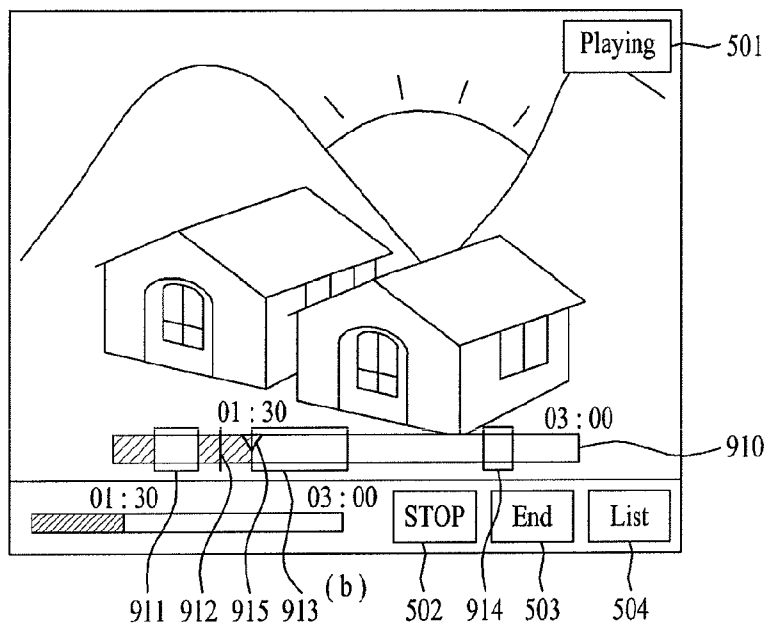 Playing 501
01 : 30 03 : 00
910
01 : 30 03 : 00
STOP End List
911 912 915 913 (b) 502 914 503 504